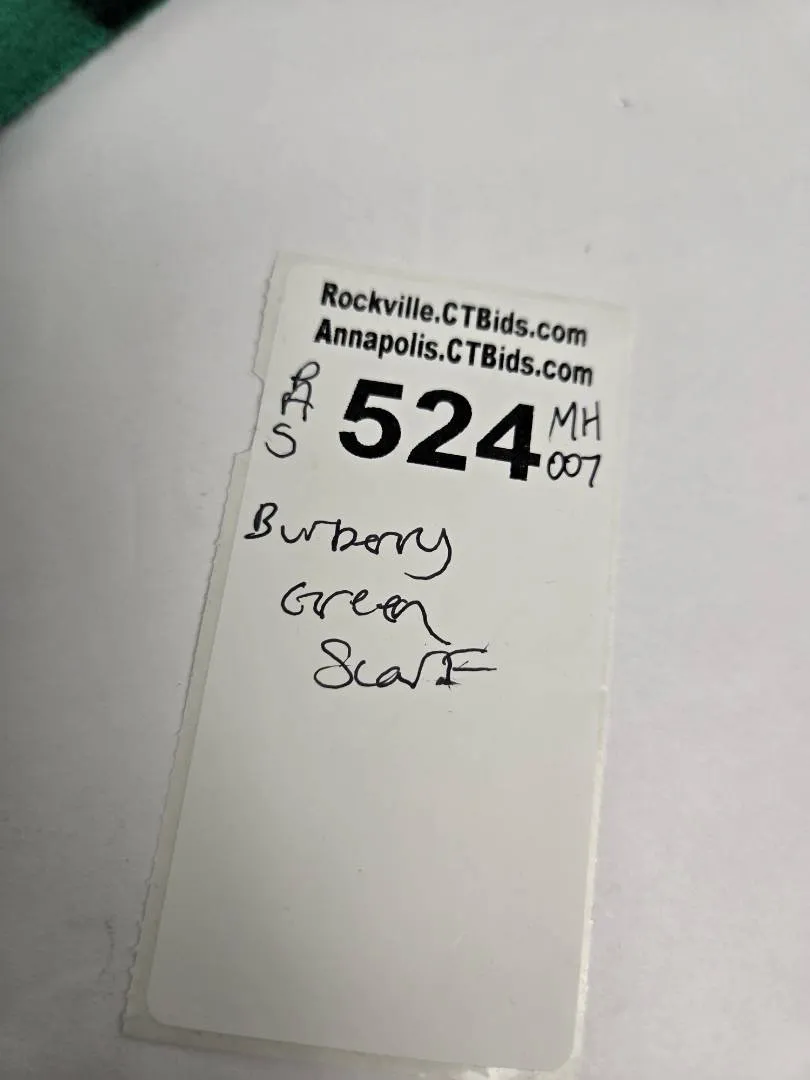 Rockville.CTBids.com
Annapolis.CTBids.com
524
MH
007
S
Burberry
Green
Scarf